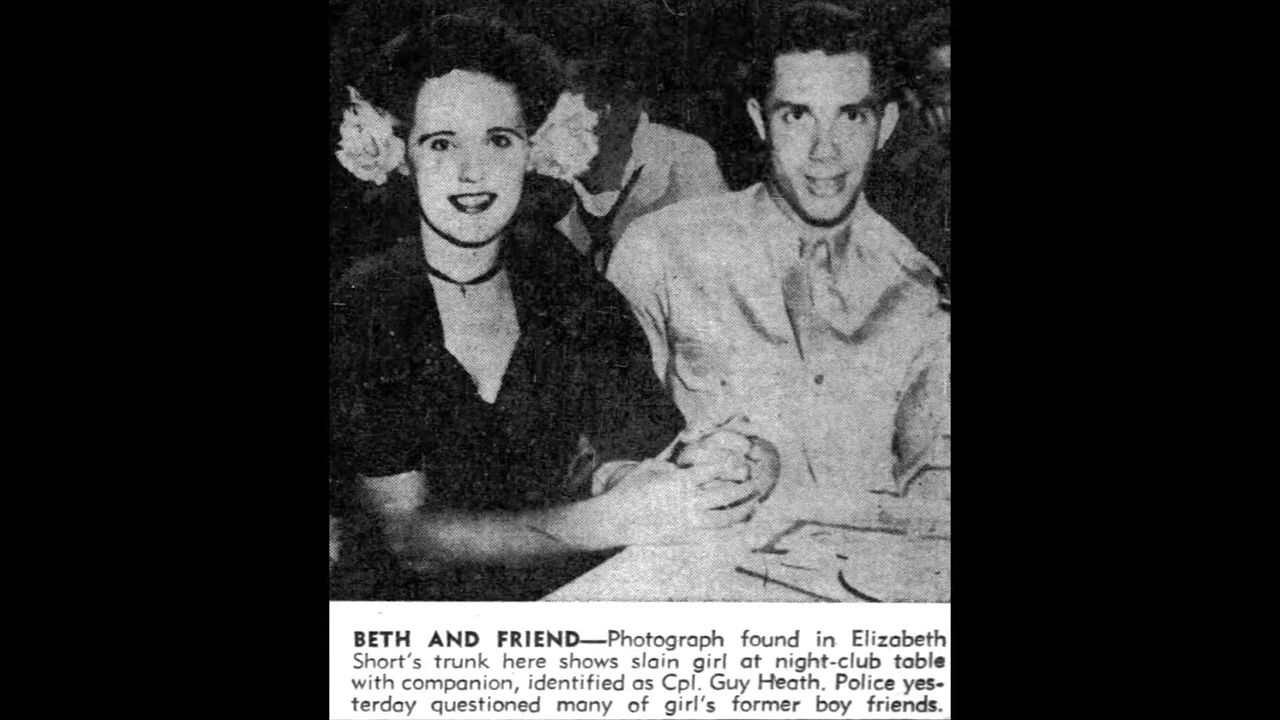 BETH AND FRIEND—Photograph found in Elizabeth
Short's trunk here shows slain girl at night-club table
with companion, identified as Cpl. Guy Heath. Police yes-
terday questioned many of girl's former boy friends.